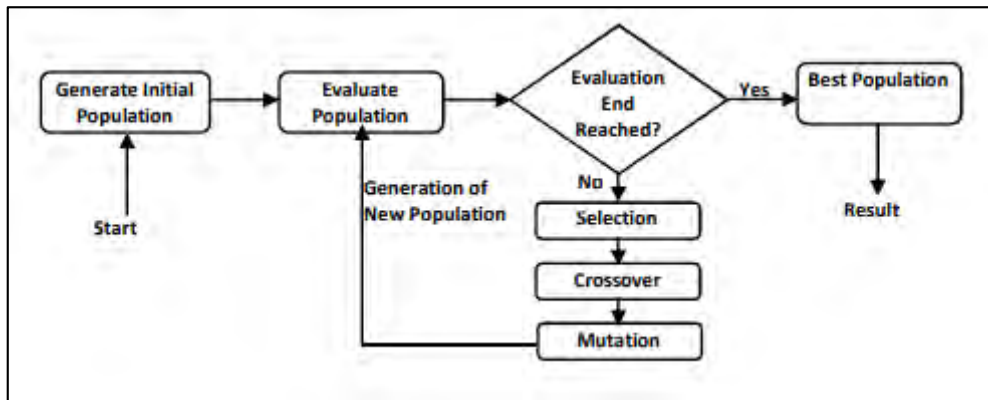 Generate Initial
Population
Evaluate
Population
Evaluation
End
Reached?
Yes
Best Population
No
Generation of
New Population
Start
Selection
Result
Crossover
Mutation